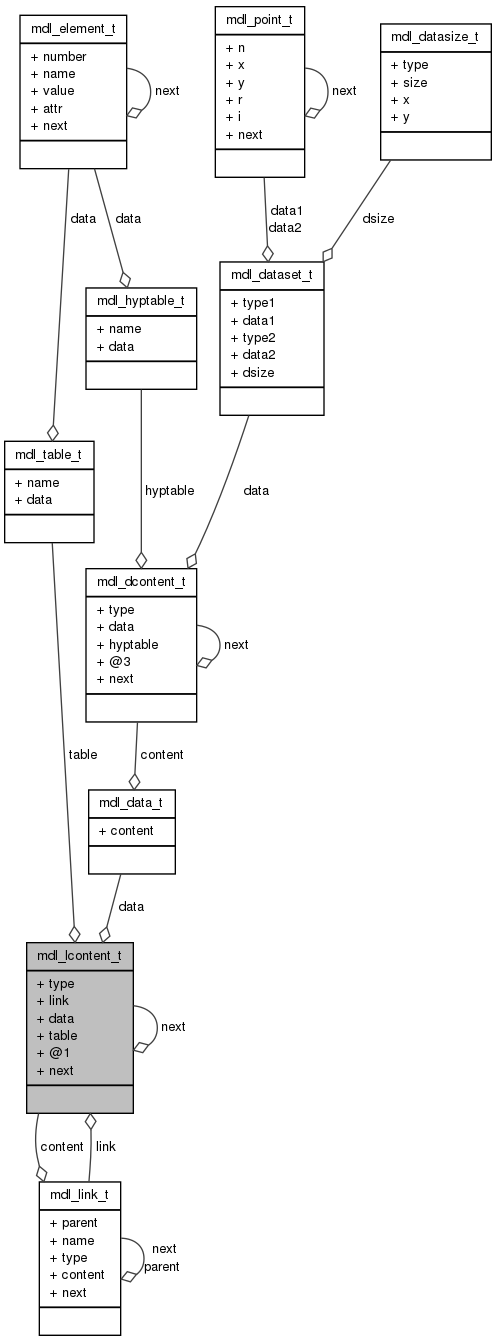 mdl_element_t
+ number
+ name
+ value
+ attr
+ next
next
mdl_point_t
+ n
+ x
+ y
+ r
+ i
+ next
next
mdl_datasize_t
+ type
+ size
+ x
+ y
data
data
data1
data2
dsize
mdl_hyptable_t
+ name
+ data
mdl_dataset_t
+ type1
+ data1
+ type2
+ data2
+ dsize
mdl_table_t
+ name
+ data
hyptable
data
mdl_dcontent_t
+ type
+ data
+ hyptable
+ @3
+ next
next
table
content
mdl_data_t
+ content
data
mdl_lcontent_t
+ type
+ link
+ data
+ table
+ @1
+ next
next
content
link
mdl_link_t
+ parent
+ name
+ type
+ content
+ next
next
parent